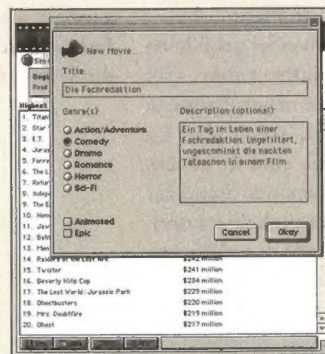 New Movie...
Title:
Die Fachredaktion
Genre(s)
Description (optional):
Action/Adventure
Comedy
Drama
Romance
Horror
Sci-Fi
Ein Tag im Leben einer
Fachredaktion. Ungefiltert,
ungeschminkt die nackten
Tatsachen in einem Film.
Animated
Epic
Cancel
Okay
Highest
1. Titan
2. Star
3. E.T.
4. Juras
5. Forre
6. The L
7. Retur
8. Indepe
9. The E
10. Home
11. Jaw
12. Batm
13. Men
14. Raiders of the Lost Ark $242 million
15. Twister $241 million
16. Beverly Hills Cop $234 million
17. The Lost World: Jurassic Park $229 million
18. Ghostbusters $220 million
19. Mrs. Doubtfire $219 million
20. Ghost $217 million